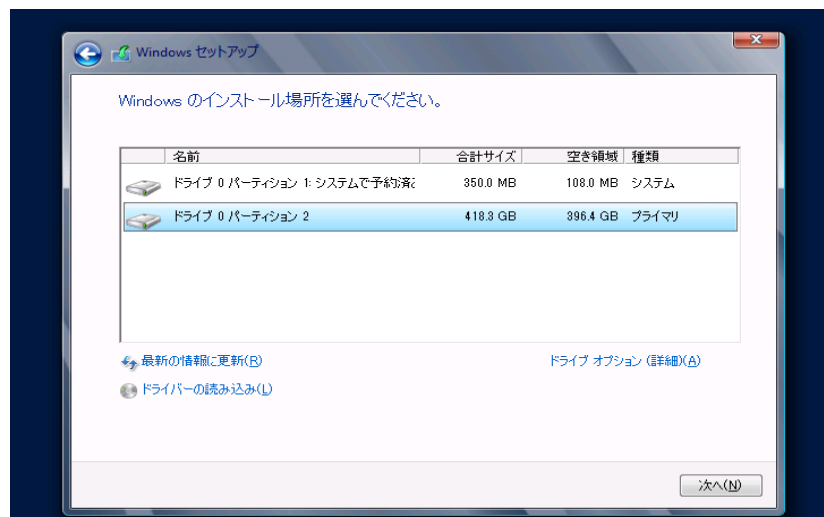 Windows セットアップ
Windows のインストール場所を選んでください。
名前 合計サイズ 空き領域 種類
ドライブ 0 パーティション 1: システムで予約済 350.0 MB 108.0 MB システム
ドライブ 0 パーティション 2 418.3 GB 396.4 GB プライマリ
最新の情報に更新(R) ドライブ オプション (詳細)(A)
ドライバーの読み込み(L)
次へ(N)